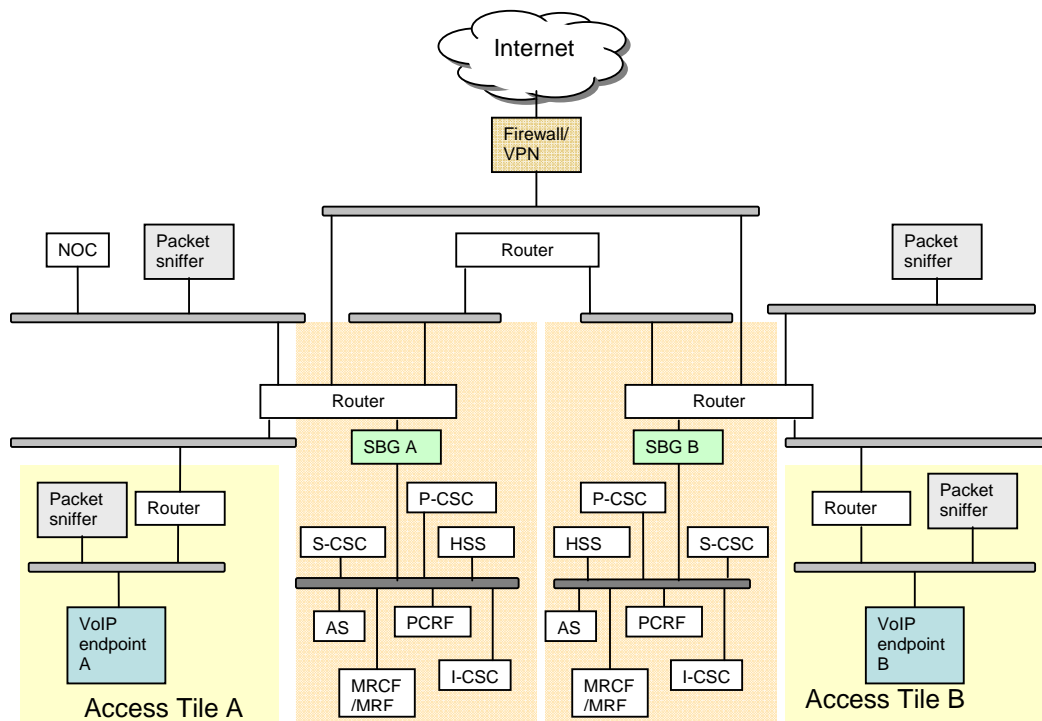 Internet
Firewall/
VPN
NOC
Packet
sniffer
Router
Packet
sniffer
Router
Router
SBG A
SBG B
Packet
sniffer
Router
P-CSC
S-CSC
HSS
AS
PCRF
MRCF
/MRF
I-CSC
P-CSC
HSS
S-CSC
AS
PCRF
MRCF
/MRF
I-CSC
Router
Packet
sniffer
VoIP
endpoint
A
Access Tile A
VoIP
endpoint
B
Access Tile B